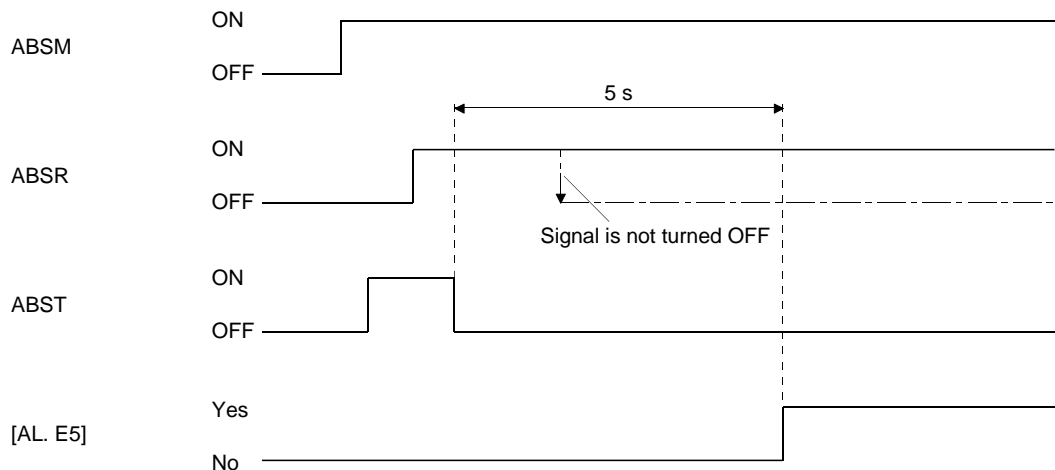 ON
ABSM
OFF
5 s
ON
ABSR
OFF
Signal is not turned OFF
ON
ABST
OFF
Yes
[AL. E5]
No